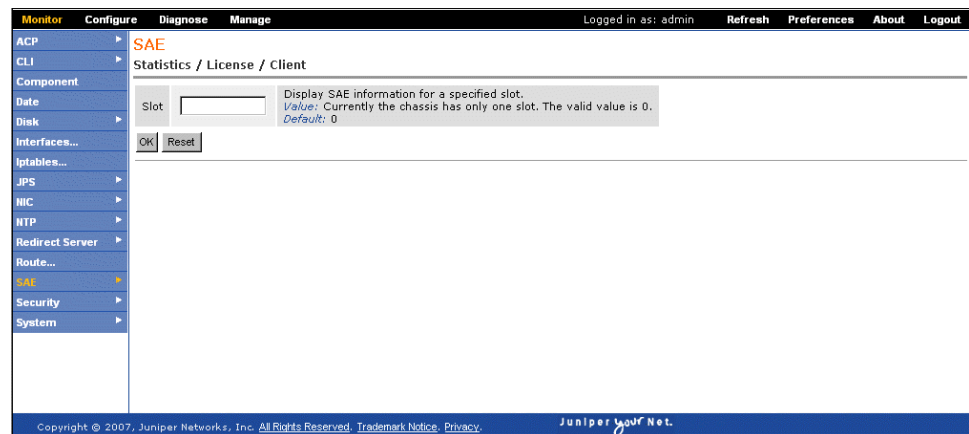 Monitor Configure Diagnose Manage Logged in as: admin Refresh Preferences About Logout
ACP
CLI
Component
Date
Disk
Interfaces...
Iptables...
JPS
NIC
NTP
Redirect Server
Route...
SAE
Security
System
SAE
Statistics / License / Client
Slot
Display SAE information for a specified slot.
Value: Currently the chassis has only one slot. The valid value is 0.
Default: 0
OK Reset
Copyright © 2007, Juniper Networks, Inc. All Rights Reserved. Trademark Notice. Privacy.
Juniper your Net.